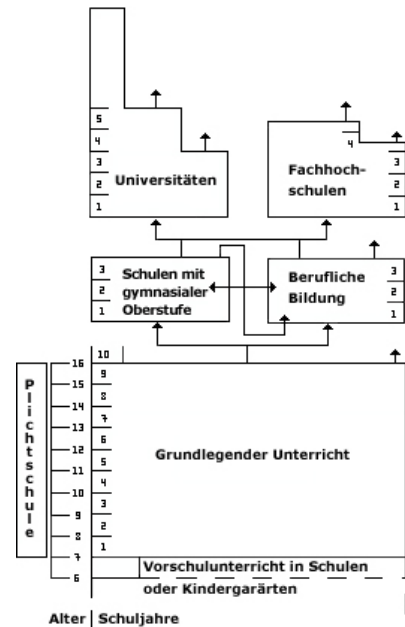 5
4
3
2
1
Universitäten
4
3
2
1
Fachhoch-
schulen
3
2
1
Schulen mit
gymnasialer
Oberstufe
Berufliche
Bildung
3
2
1
Plichtschule
16
15
14
13
12
11
10
9
8
7
6
10
9
8
7
6
5
4
3
2
1
Grundlegender Unterricht
Vorschulunterricht in Schulen
oder Kindergarärten
Alter Schuljahre